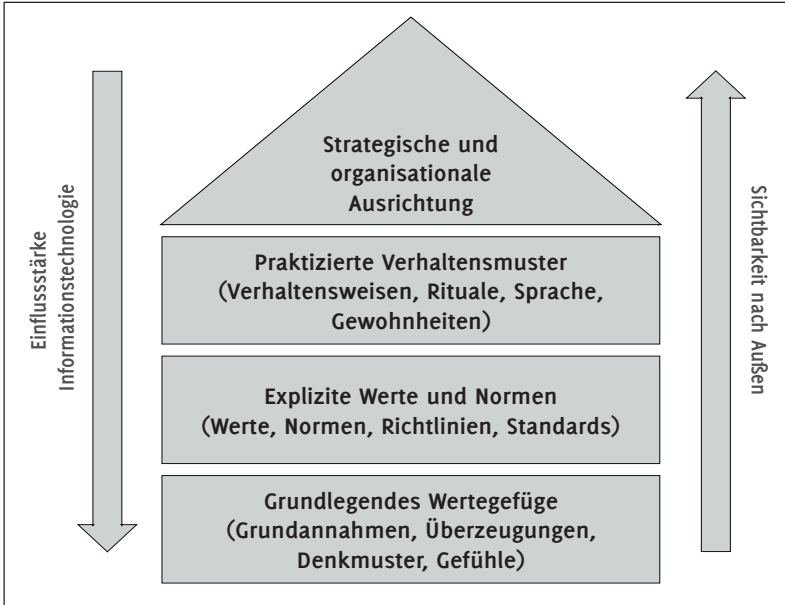 Strategische und
organisationale
Ausrichtung
Praktizierte Verhaltensmuster
(Verhaltensweisen, Rituale, Sprache,
Gewohnheiten)
Explizite Werte und Normen
(Werte, Normen, Richtlinien, Standards)
Grundlegendes Wertegefüge
(Grundannahmen, Überzeugungen,
Denkmuster, Gefühle)
Einflussstärke
Informationstechnologie
Sichtbarkeit nach Außen